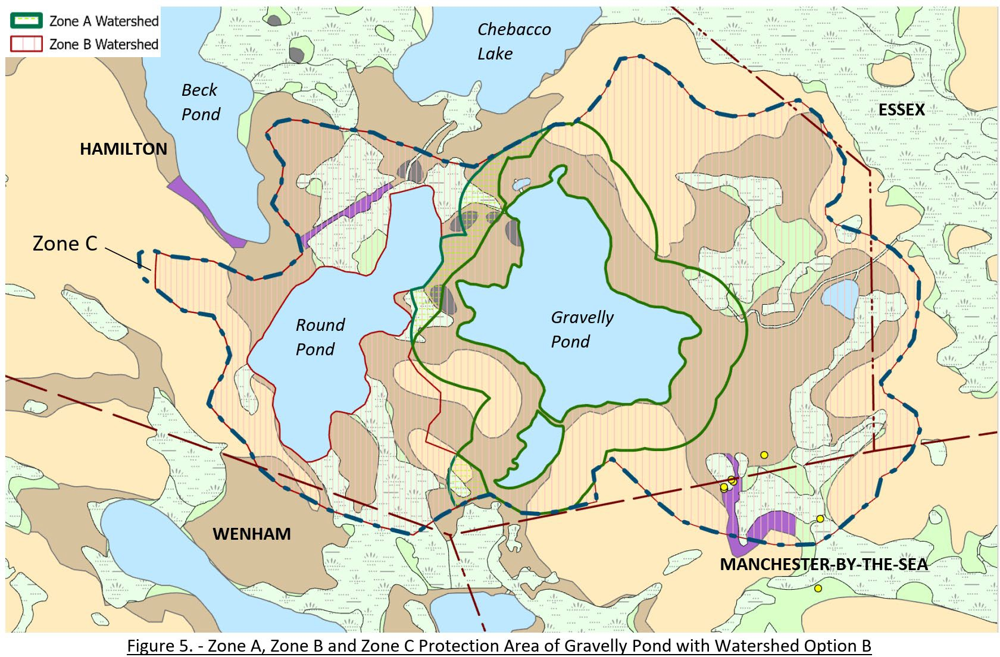 Zone A Watershed
Zone B Watershed
Chebacco
Lake
Beck
Pond
ESSEX
HAMILTON
Zone C
Round
Pond
Gravelly
Pond
WENHAM
MANCHESTER-BY-THE-SEA
Figure 5. - Zone A, Zone B and Zone C Protection Area of Gravelly Pond with Watershed Option B